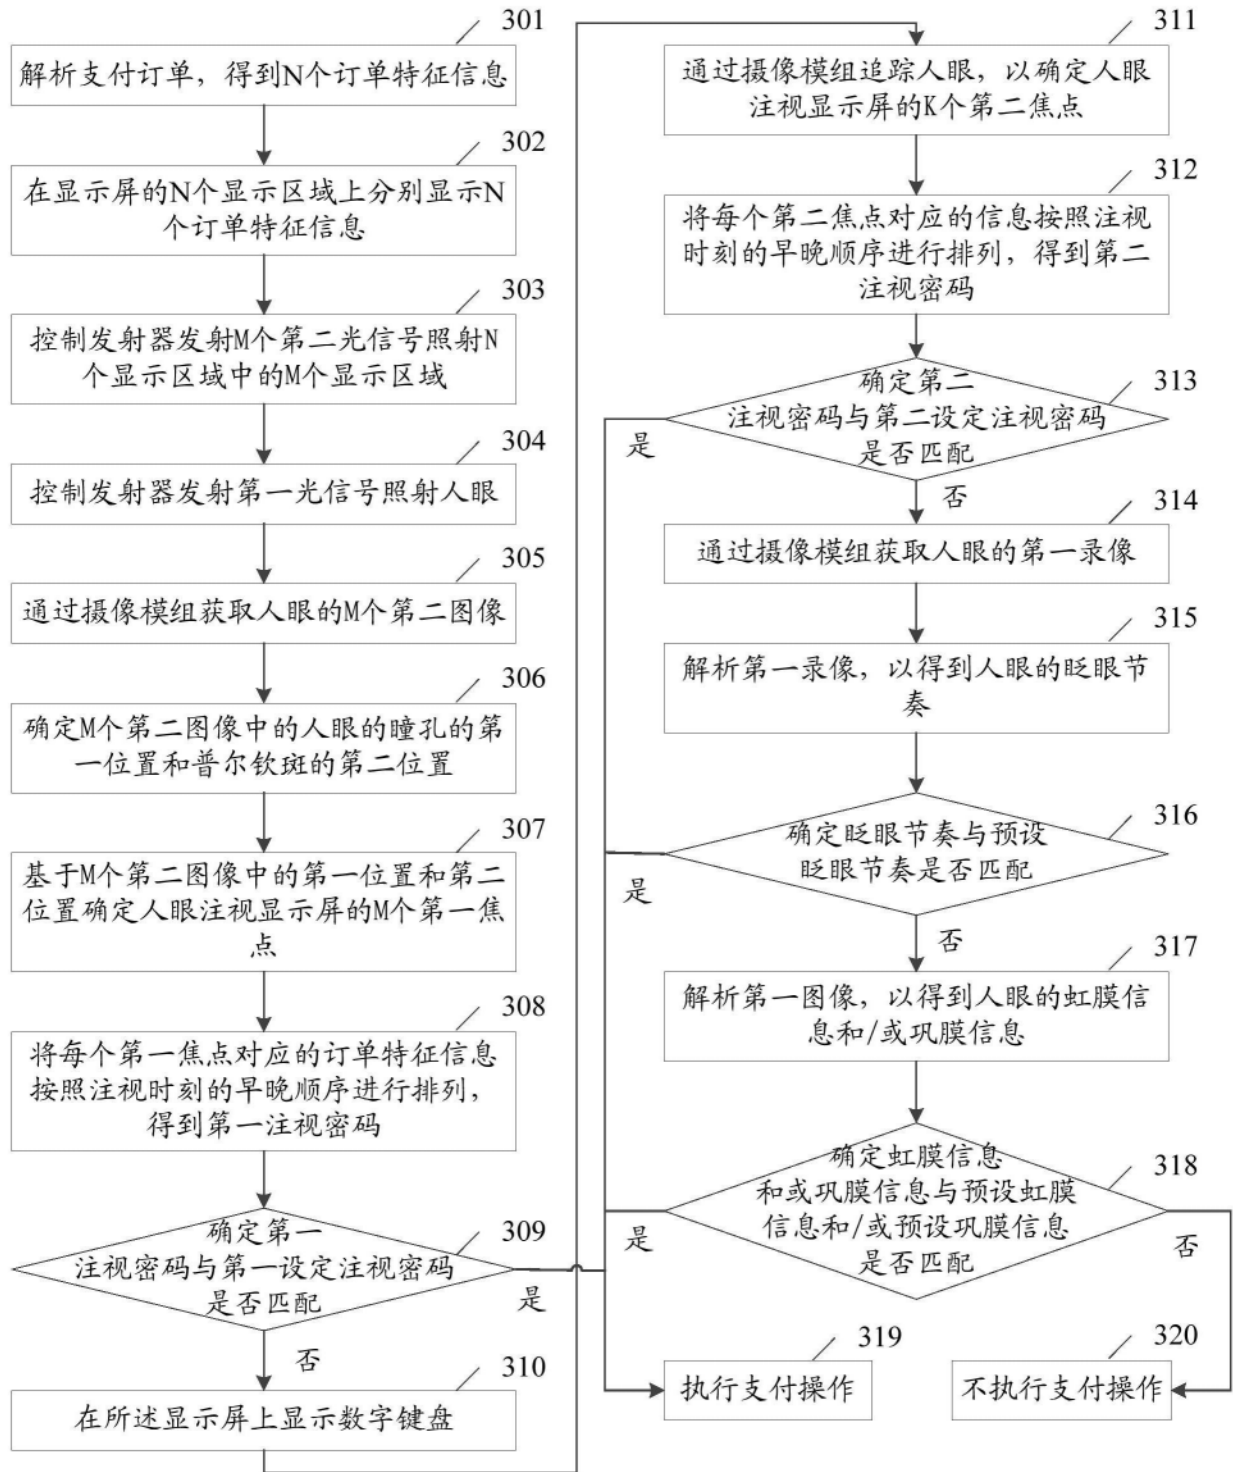 301
解析支付订单，得到N个订单特征信息
302
在显示屏的N个显示区域上分别显示N
个订单特征信息
303
控制发射器发射M个第二光信号照射N
个显示区域中的M个显示区域
304
控制发射器发射第一光信号照射人眼
305
通过摄像模组获取人眼的M个第二图像
306
确定M个第二图像中的人眼的瞳孔的第
一位置和普尔钦斑的第二位置
307
基于M个第二图像中的第一位置和第二
位置确定人眼注视显示屏的M个第一焦
点
308
将每个第一焦点对应的订单特征信息
按照注视时刻的早晚顺序进行排列，
得到第一注视密码
309
确定第一
注视密码与第一设定注视密码
是否匹配
是
否
310
在所述显示屏上显示数字键盘
311
通过摄像模组追踪人眼，以确定人眼
注视显示屏的K个第二焦点
312
将每个第二焦点对应的信息按照注视
时刻的早晚顺序进行排列，得到第二
注视密码
313
确定第二
注视密码与第二设定注视密码
是否匹配
是
否
314
通过摄像模组获取人眼的第一录像
315
解析第一录像，以得到人眼的眨眼节
奏
316
确定眨眼节奏与预设
眨眼节奏是否匹配
是
否
317
解析第一图像，以得到人眼的虹膜信
息和/或巩膜信息
318
确定虹膜信息
和或巩膜信息与预设虹膜
信息和/或预设巩膜信息
是否匹配
是
否
319
执行支付操作
320
不执行支付操作